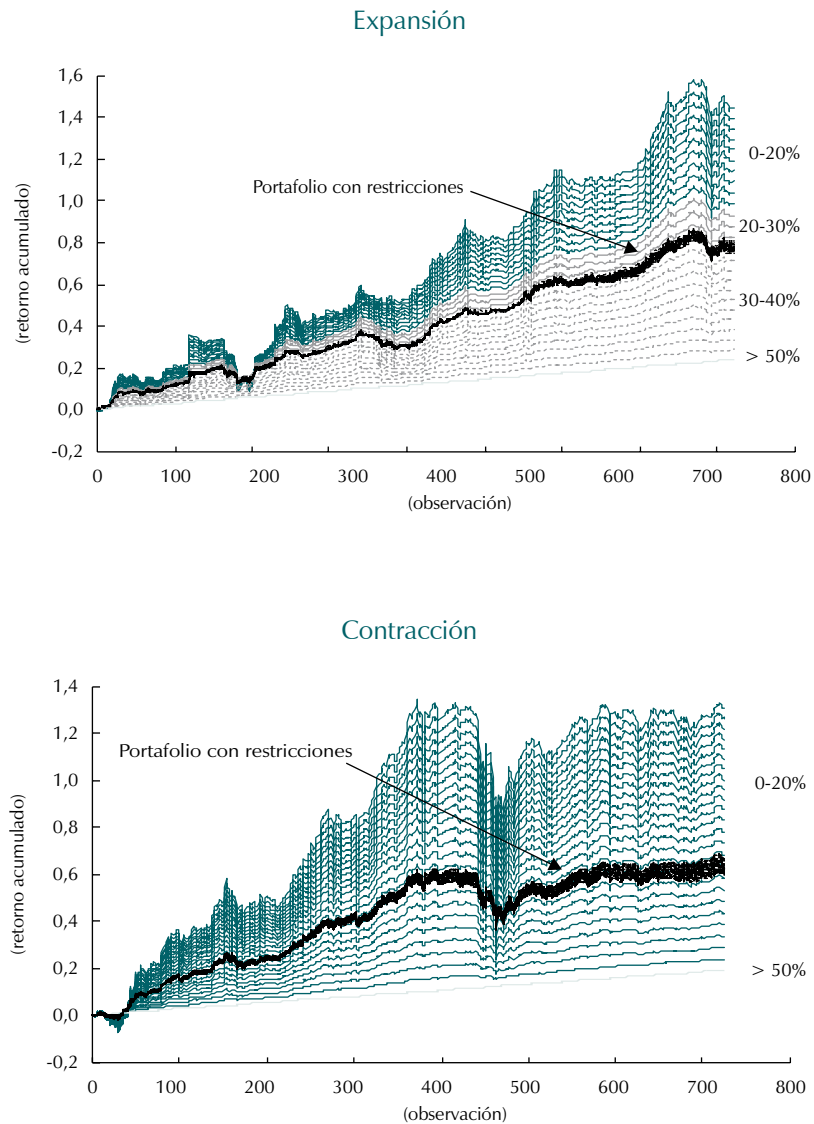 Expansión
1,6
1,4
1,2
1,0
0,8
0,6
0,4
0,2
0,0
-0,2
(retorno acumulado)
Portafolio con restricciones
0-20%
20-30%
30-40%
> 50%
0 100 200 300 400 500 600 700 800
(observación)
Contracción
1,4
1,2
1,0
0,8
0,6
0,4
0,2
0,0
-0,2
(retorno acumulado)
Portafolio con restricciones
0-20%
> 50%
0 100 200 300 400 500 600 700 800
(observación)